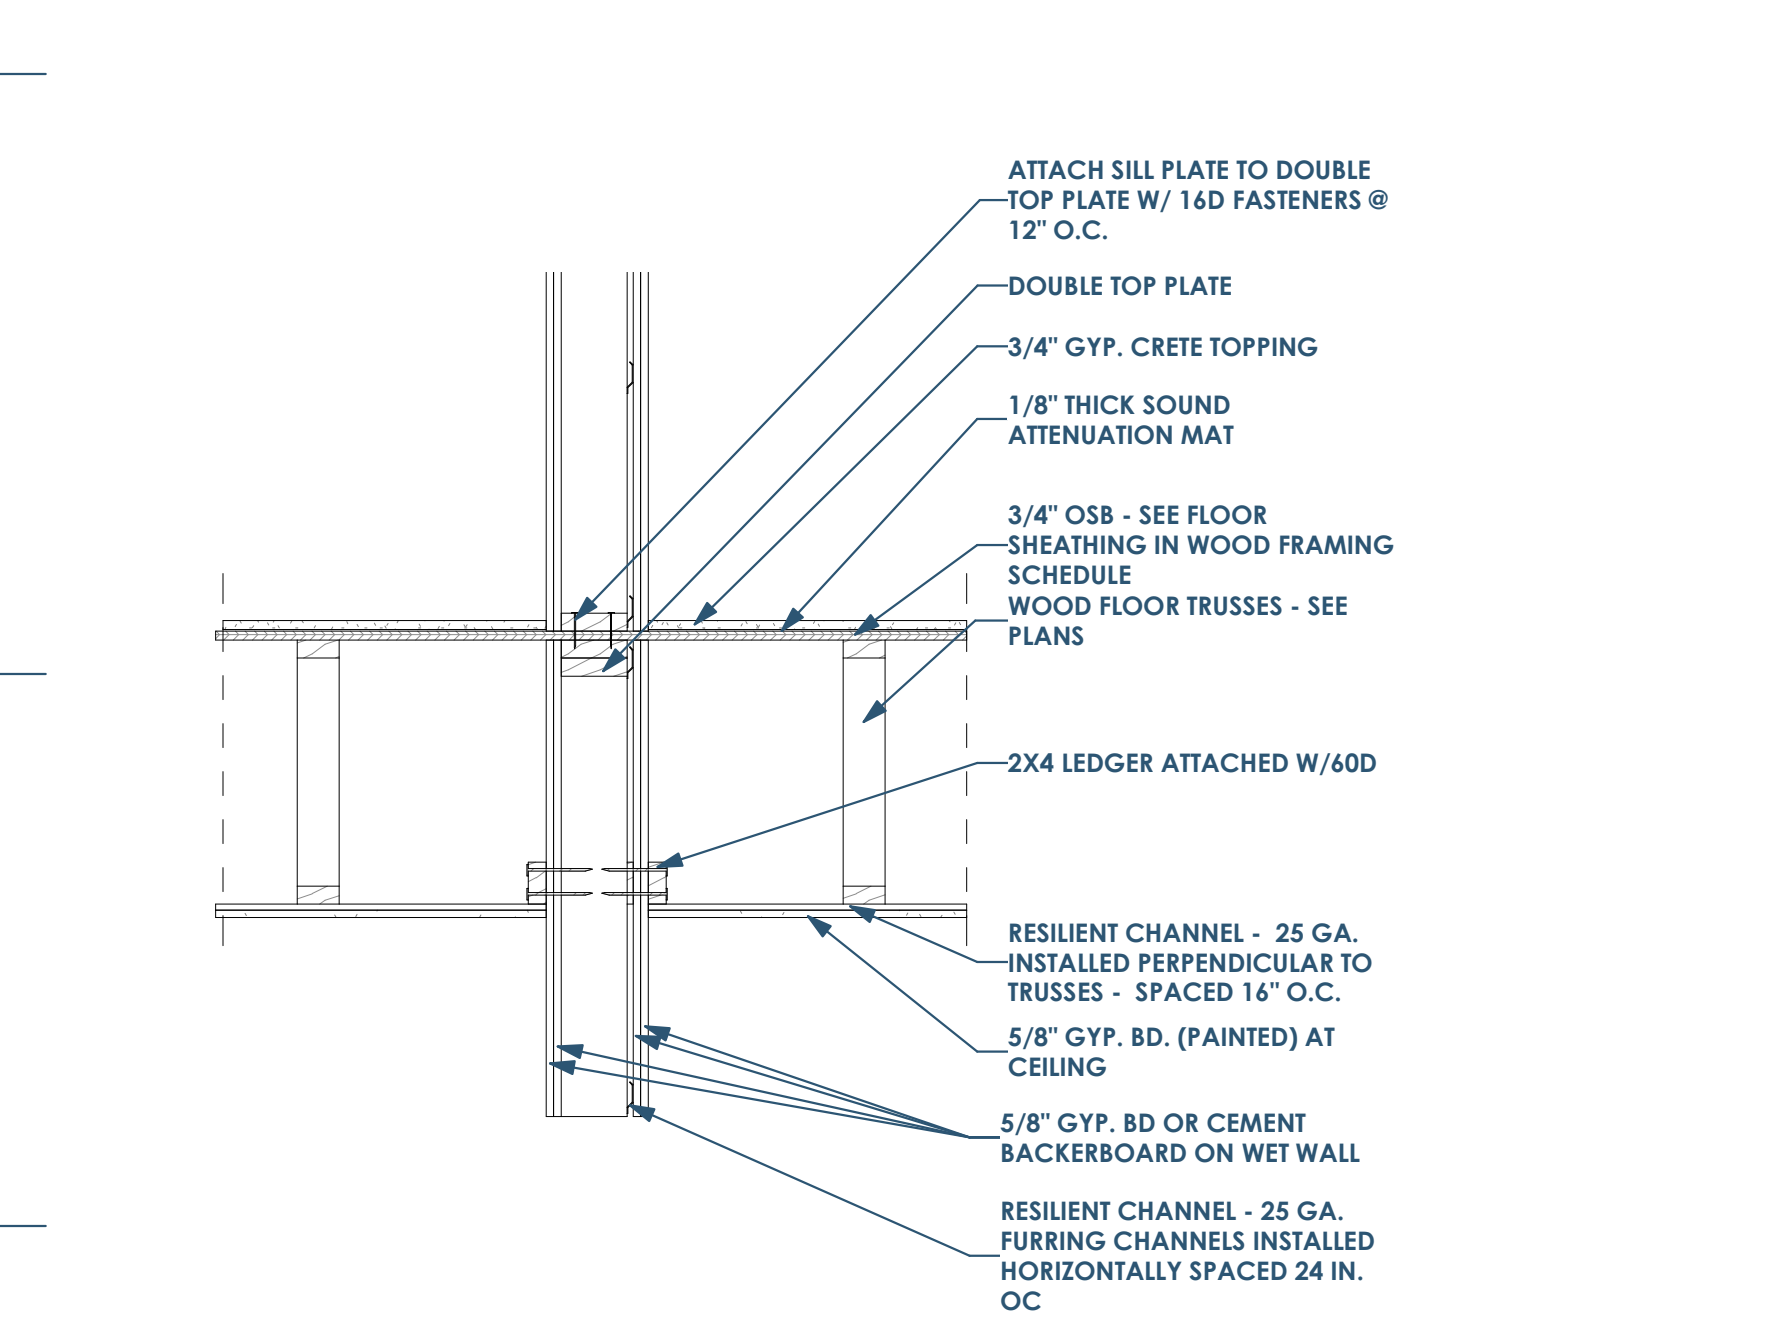 ATTACH SILL PLATE TO DOUBLE
TOP PLATE W/ 16D FASTENERS @
12" O.C.
DOUBLE TOP PLATE
3/4" GYP. CRETE TOPPING
1/8" THICK SOUND
ATTENUATION MAT
3/4" OSB - SEE FLOOR
SHEATHING IN WOOD FRAMING
SCHEDULE
WOOD FLOOR TRUSSES - SEE
PLANS
2X4 LEDGER ATTACHED W/60D
RESILIENT CHANNEL - 25 GA.
INSTALLED PERPENDICULAR TO
TRUSSES - SPACED 16" O.C.
5/8" GYP. BD. (PAINTED) AT
CEILING
5/8" GYP. BD OR CEMENT
BACKERBOARD ON WET WALL
RESILIENT CHANNEL - 25 GA.
FURRING CHANNELS INSTALLED
HORIZONTALLY SPACED 24 IN.
OC